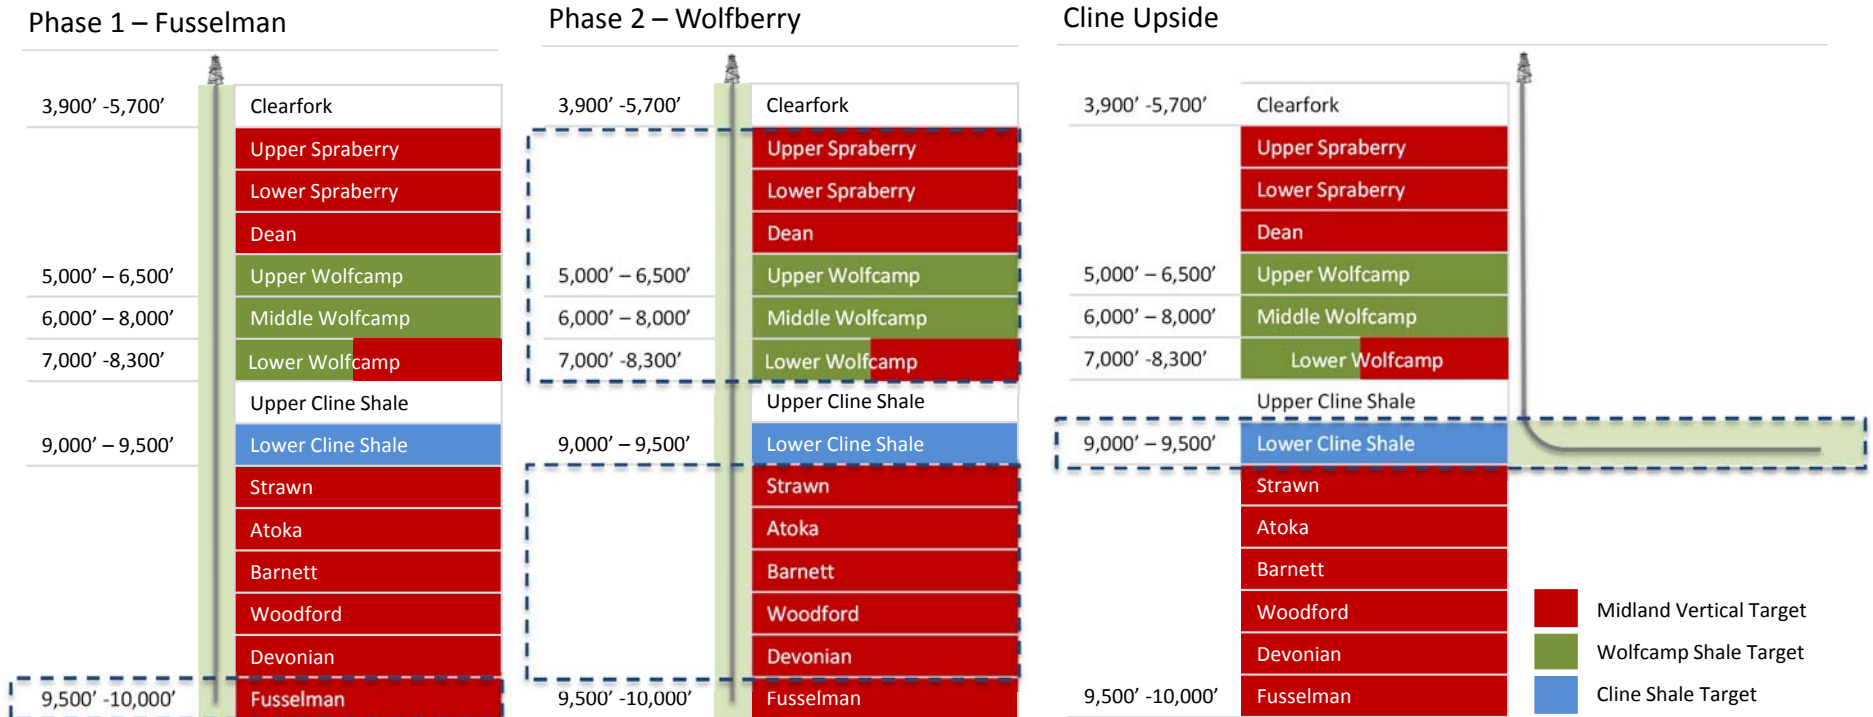 Phase 1 – Fusselman
3,900' -5,700'
Clearfork
Upper Spraberry
Lower Spraberry
Dean
5,000' – 6,500'
Upper Wolfcamp
6,000' – 8,000'
Middle Wolfcamp
7,000' -8,300'
Lower Wolfcamp
Upper Cline Shale
9,000' – 9,500'
Lower Cline Shale
Strawn
Atoka
Barnett
Woodford
Devonian
9,500' -10,000'
Fusselman
Phase 2 – Wolfberry
3,900' -5,700'
Clearfork
Upper Spraberry
Lower Spraberry
Dean
5,000' – 6,500'
Upper Wolfcamp
6,000' – 8,000'
Middle Wolfcamp
7,000' -8,300'
Lower Wolfcamp
Upper Cline Shale
9,000' – 9,500'
Lower Cline Shale
Strawn
Atoka
Barnett
Woodford
Devonian
9,500' -10,000'
Fusselman
Cline Upside
3,900' -5,700'
Clearfork
Upper Spraberry
Lower Spraberry
Dean
5,000' – 6,500'
Upper Wolfcamp
6,000' – 8,000'
Middle Wolfcamp
7,000' -8,300'
Lower Wolfcamp
Upper Cline Shale
9,000' – 9,500'
Lower Cline Shale
Strawn
Atoka
Barnett
Woodford
Devonian
9,500' -10,000'
Fusselman
Midland Vertical Target
Wolfcamp Shale Target
Cline Shale Target